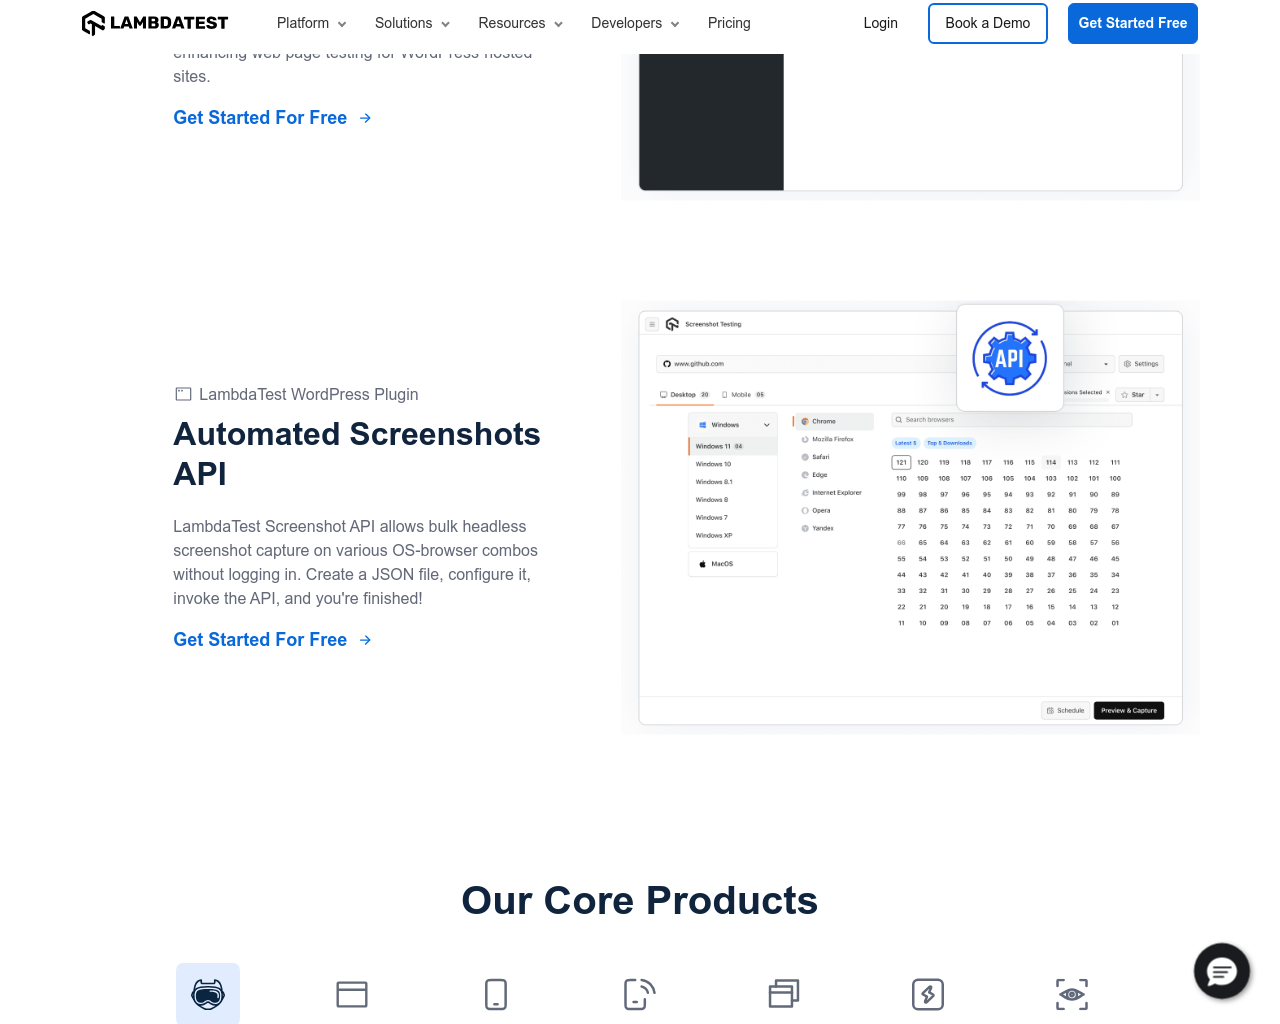 LAMBDATEST Platform Solutions Resources Developers Pricing Login Book a Demo Get Started Free
enhancing web page testing for WordPress-hosted
sites.
Get Started For Free
LambdaTest WordPress Plugin
Automated Screenshots
API
LambdaTest Screenshot API allows bulk headless
screenshot capture on various OS-browser combos
without logging in. Create a JSON file, configure it,
invoke the API, and you're finished!
Get Started For Free
Screenshot Testing
API
www.github.com
Settings
Desktop 20 Mobile 05
Selected × Star
Windows
Windows 11 04
Windows 10
Windows 8.1
Windows 8
Windows 7
Windows XP
MacOS
Chrome
Mozilla Firefox
Safari
Edge
Internet Explorer
Opera
Yandex
Search browsers
Latest 5 Top 5 Downloads
121 120 119 118 117 116 115 114 113 112 111
110 109 108 107 106 105 104 103 102 101 100
99 98 97 96 95 94 93 92 91 90 89
88 87 86 85 84 83 82 81 80 79 78
77 76 75 74 73 72 71 70 69 68 67
66 65 64 63 62 61 60 59 58 57 56
55 54 53 52 51 50 49 48 47 46 45
44 43 42 41 40 39 38 37 36 35 34
33 32 31 30 29 28 27 26 25 24 23
22 21 20 19 18 17 16 15 14 13 12
11 10 09 08 07 06 05 04 03 02 01
Schedule Preview & Capture
Our Core Products